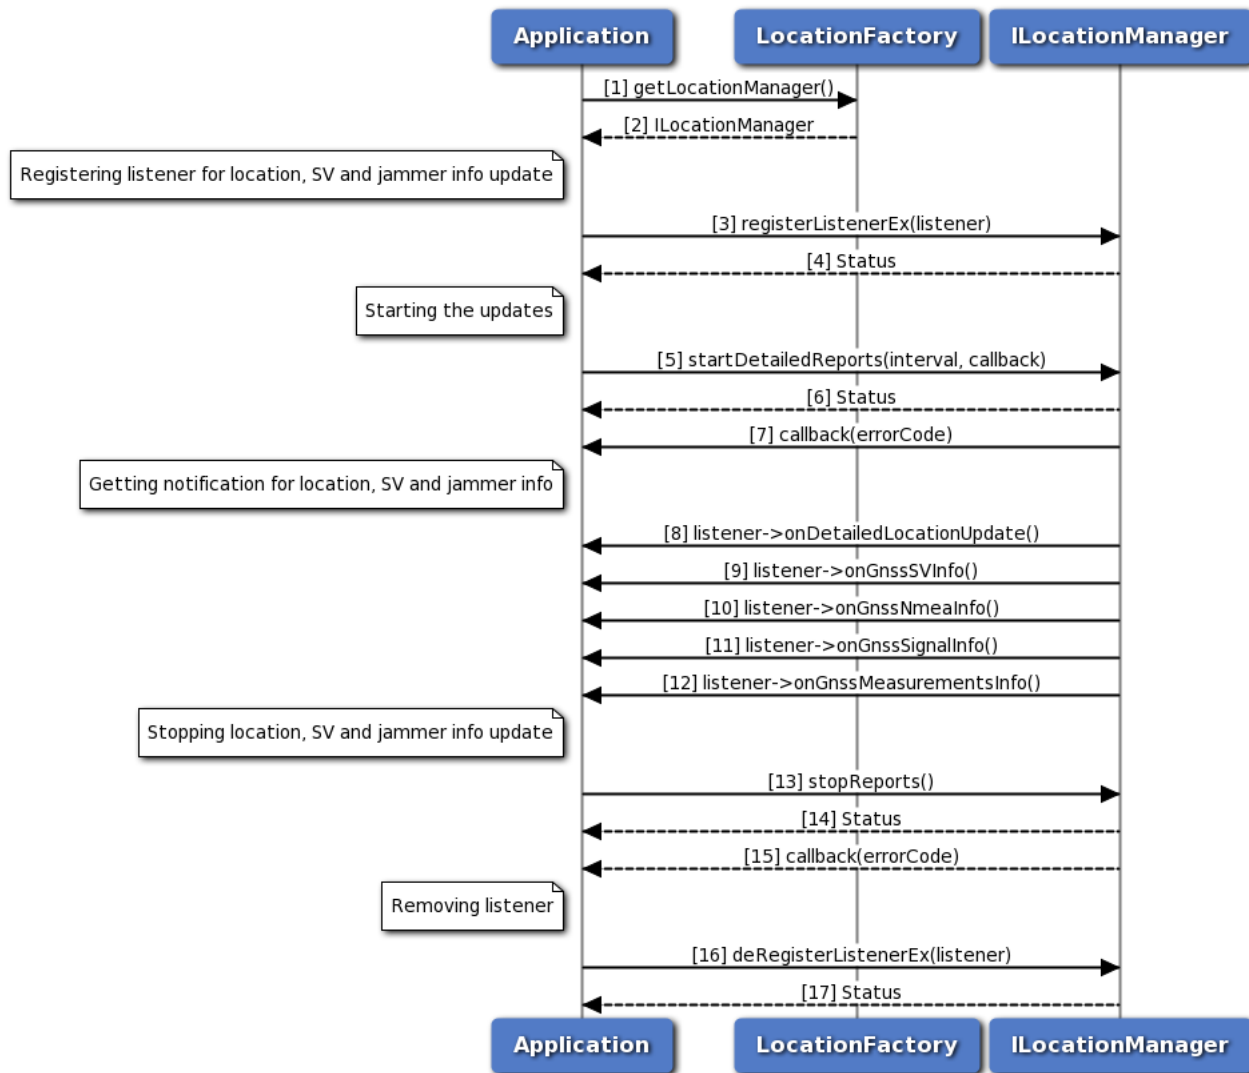 Application LocationFactory ILocationManager
[1] getLocationManager()
[2] ILocationManager
Registering listener for location, SV and jammer info update
[3] registerListenerEx(listener)
[4] Status
Starting the updates
[5] startDetailedReports(interval, callback)
[6] Status
[7] callback(errorCode)
Getting notification for location, SV and jammer info
[8] listener->onDetailedLocationUpdate()
[9] listener->onGnssSVInfo()
[10] listener->onGnssNmeaInfo()
[11] listener->onGnssSignalInfo()
[12] listener->onGnssMeasurementsInfo()
Stopping location, SV and jammer info update
[13] stopReports()
[14] Status
[15] callback(errorCode)
Removing listener
[16] deRegisterListenerEx(listener)
[17] Status
Application LocationFactory ILocationManager